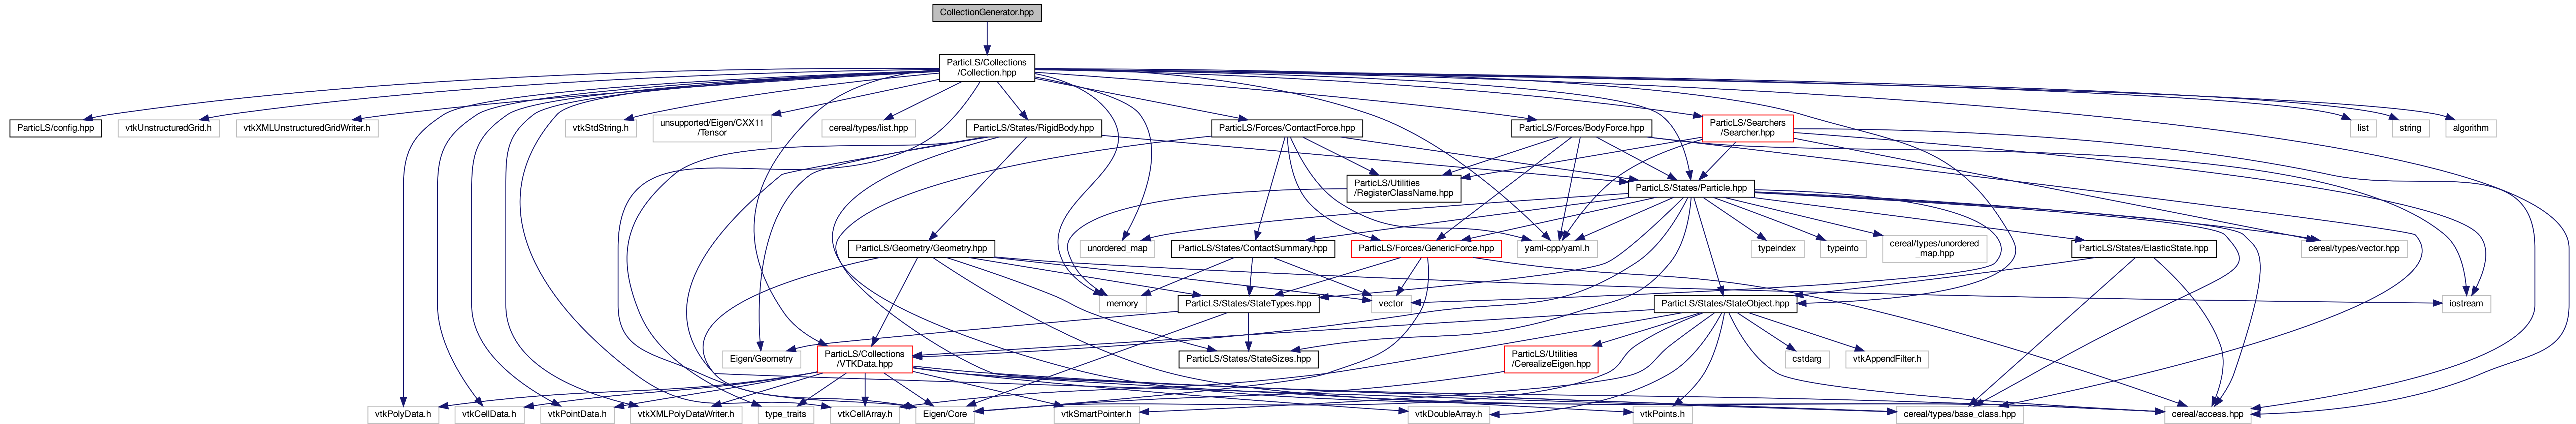 CollectionGenerator.hpp
ParticLS/Collections
/Collection.hpp
ParticLS/config.hpp
vtkUnstructuredGrid.h
vtkXMLUnstructuredGridWriter.h
vtkStdString.h
unsupported/Eigen/CXX11
/Tensor
cereal/types/list.hpp
ParticLS/States/RigidBody.hpp
ParticLS/Forces/ContactForce.hpp
ParticLS/Forces/BodyForce.hpp
ParticLS/Searchers
/Searcher.hpp
list
string
algorithm
ParticLS/Utilities
/RegisterClassName.hpp
ParticLS/States/Particle.hpp
ParticLS/Geometry/Geometry.hpp
unordered_map
ParticLS/States/ContactSummary.hpp
ParticLS/Forces/GenericForce.hpp
yaml-cpp/yaml.h
typeindex
typeinfo
cereal/types/unordered
_map.hpp
ParticLS/States/ElasticState.hpp
cereal/types/vector.hpp
memory
ParticLS/States/StateTypes.hpp
vector
ParticLS/States/StateObject.hpp
iostream
Eigen/Geometry
ParticLS/Collections
/VTKData.hpp
ParticLS/States/StateSizes.hpp
ParticLS/Utilities
/CerealizeEigen.hpp
cstdarg
vtkAppendFilter.h
vtkPolyData.h
vtkCellData.h
vtkPointData.h
vtkXMLPolyDataWriter.h
type_traits
vtkCellArray.h
Eigen/Core
vtkSmartPointer.h
vtkDoubleArray.h
vtkPoints.h
cereal/types/base_class.hpp
cereal/access.hpp